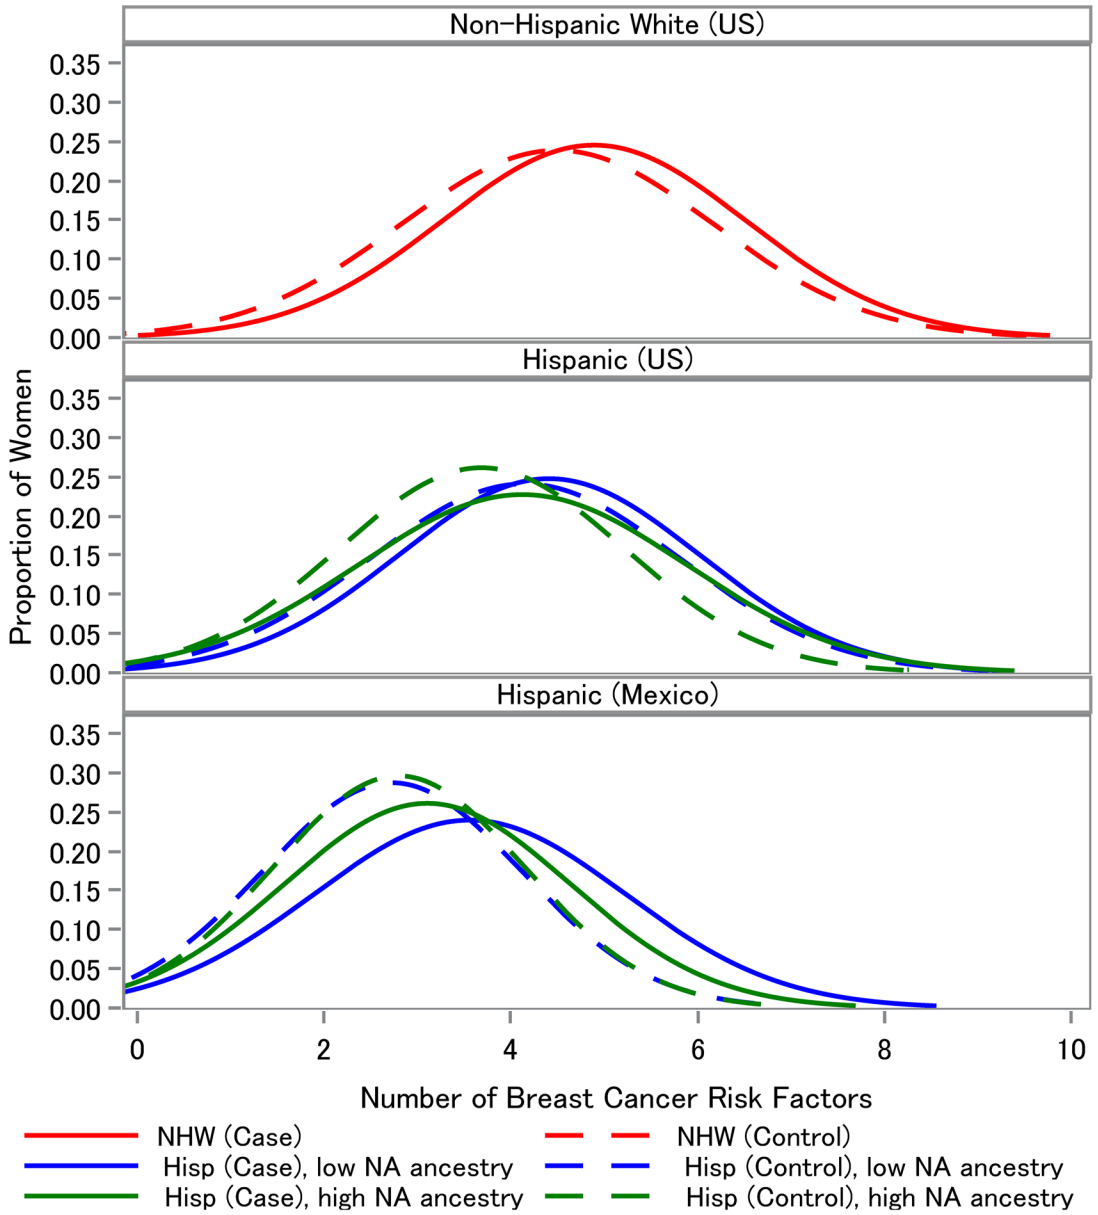 Non-Hispanic White (US)
0.35
0.30
0.25
0.20
0.15
0.10
0.05
0.00
Hispanic (US)
0.35
0.30
0.25
0.20
0.15
0.10
0.05
0.00
Proportion of Women
Hispanic (Mexico)
0.35
0.30
0.25
0.20
0.15
0.10
0.05
0.00
0 2 4 6 8 10
Number of Breast Cancer Risk Factors
NHW (Case) NHW (Control)
Hisp (Case), low NA ancestry Hisp (Control), low NA ancestry
Hisp (Case), high NA ancestry Hisp (Control), high NA ancestry